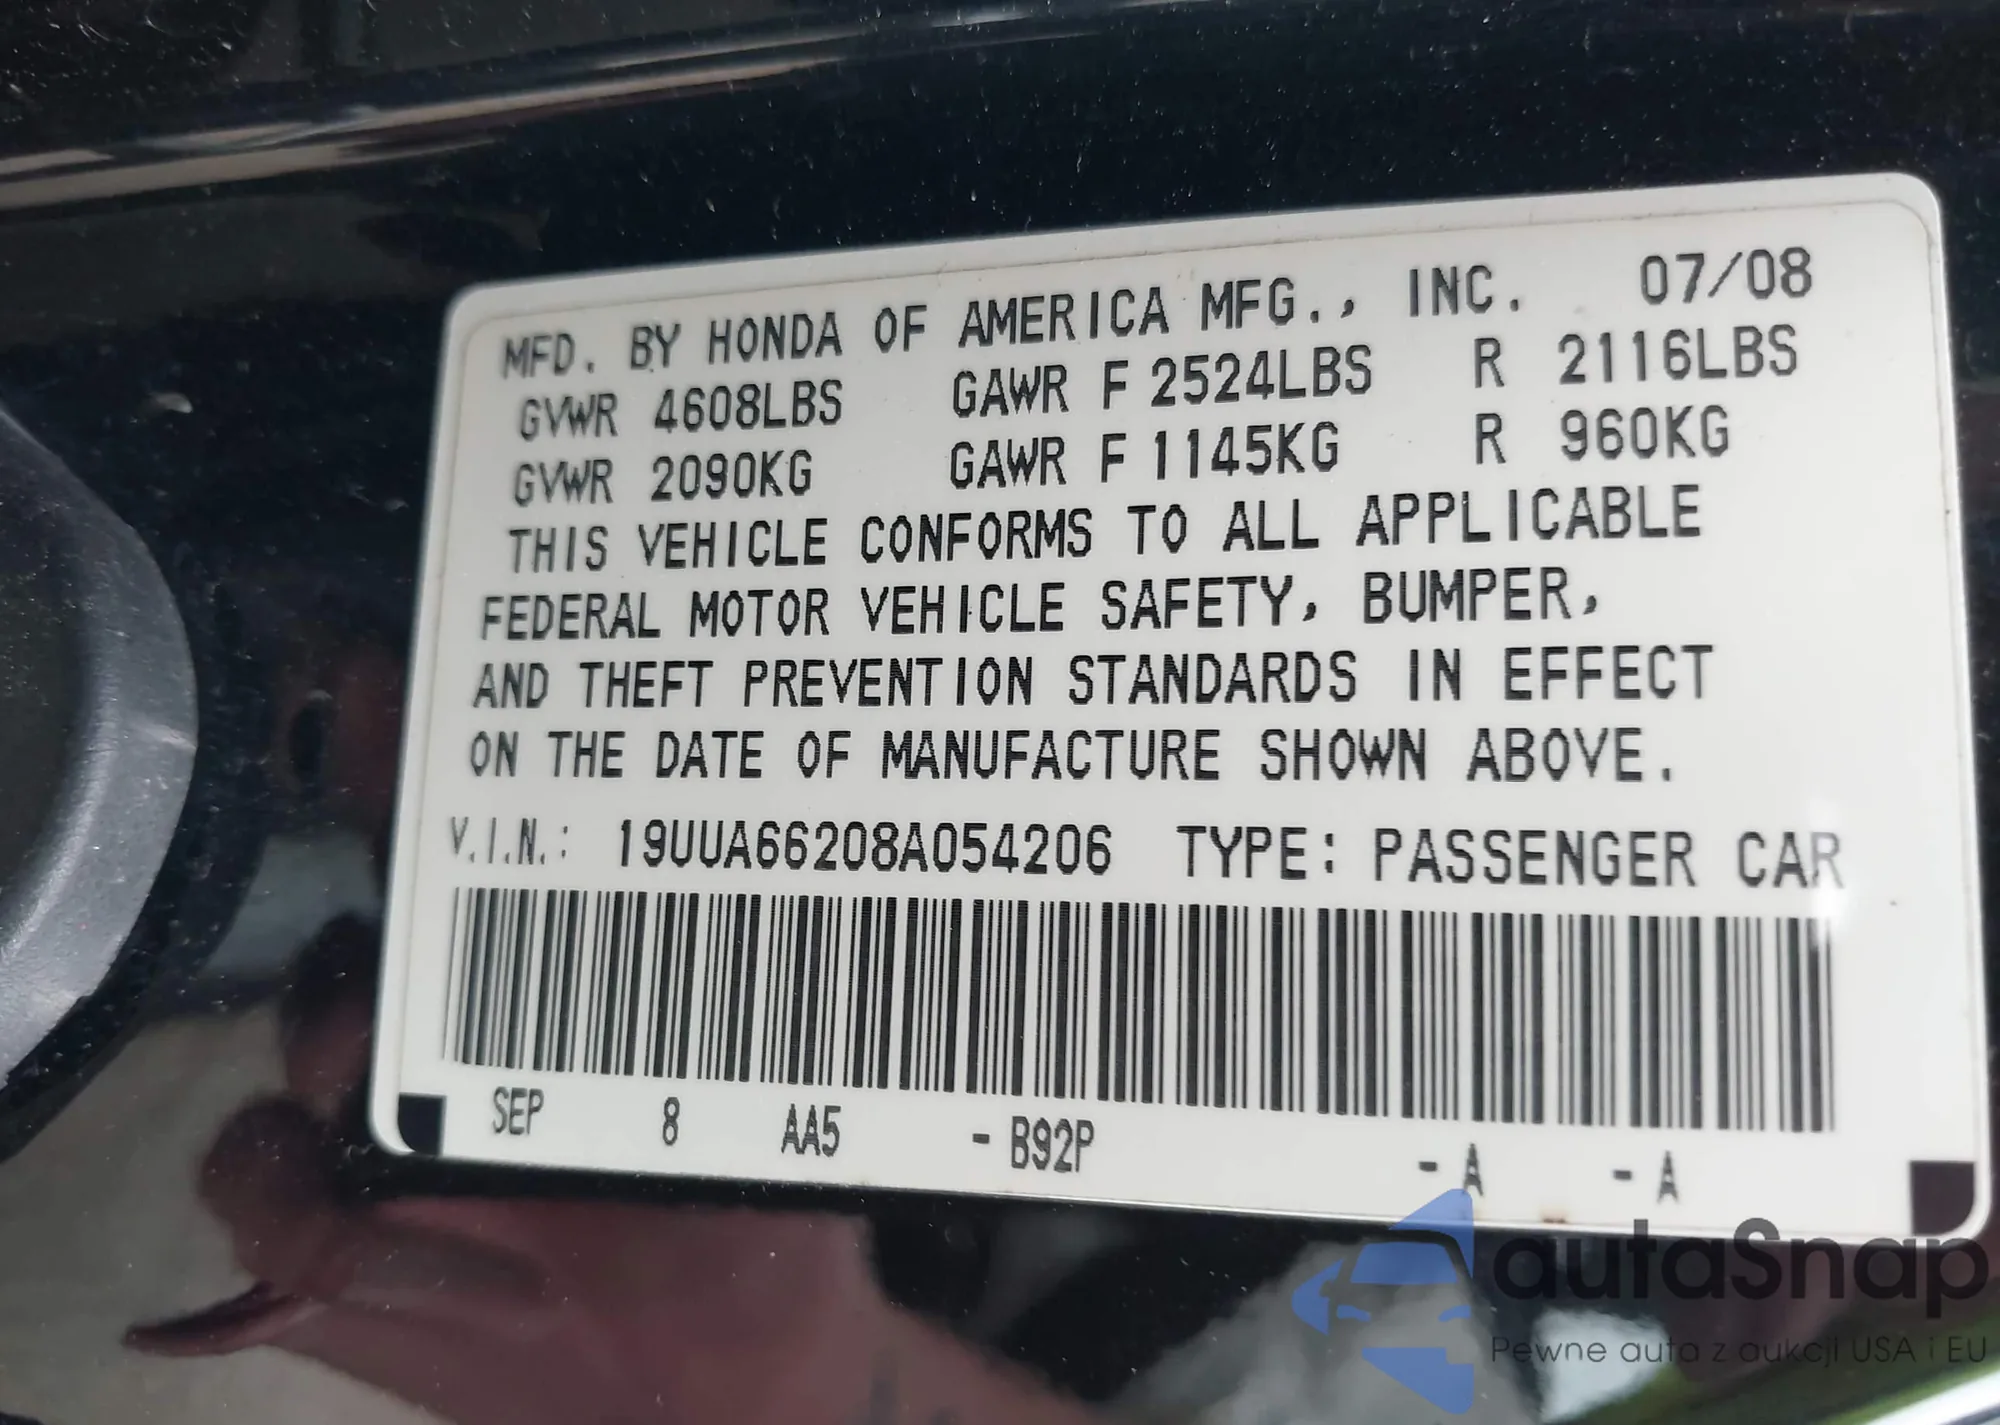 MFD. BY HONDA OF AMERICA MFG., INC. 07/08
GVWR 4608LBS GAWR F 2524LBS R 2116LBS
GVWR 2090KG GAWR F 1145KG R 960KG
THIS VEHICLE CONFORMS TO ALL APPLICABLE
FEDERAL MOTOR VEHICLE SAFETY, BUMPER,
AND THEFT PREVENTION STANDARDS IN EFFECT
ON THE DATE OF MANUFACTURE SHOWN ABOVE.
V.I.N.: 19UUA66208A054206 TYPE: PASSENGER CAR
SEP 8 AA5 - B92P - A - A
autaSnap
Pewne auta z aukcji USA i EU